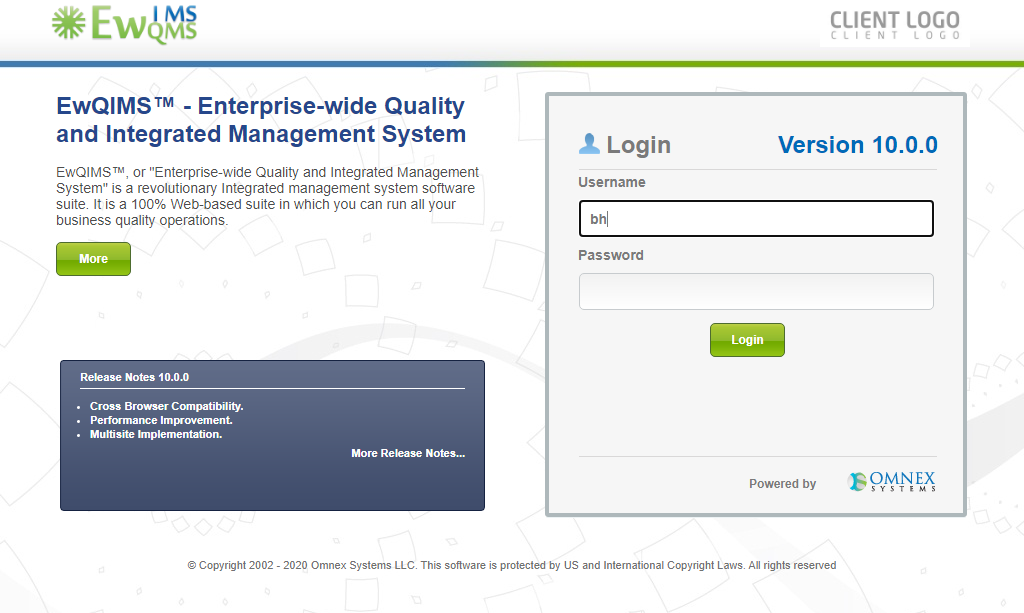 EwIMS
QMS
CLIENT LOGO
CLIENT LOGO
EwQIMS™ - Enterprise-wide Quality
and Integrated Management System
EwQIMS™, or "Enterprise-wide Quality and Integrated Management
System" is a revolutionary Integrated management system software
suite. It is a 100% Web-based suite in which you can run all your
business quality operations.
More
Release Notes 10.0.0
Cross Browser Compatibility.
Performance Improvement.
Multisite Implementation.
More Release Notes...
Login
Version 10.0.0
Username
bh
Password
Login
Powered by
OMNEX
SYSTEMS
© Copyright 2002 - 2020 Omnex Systems LLC. This software is protected by US and International Copyright Laws. All rights reserved